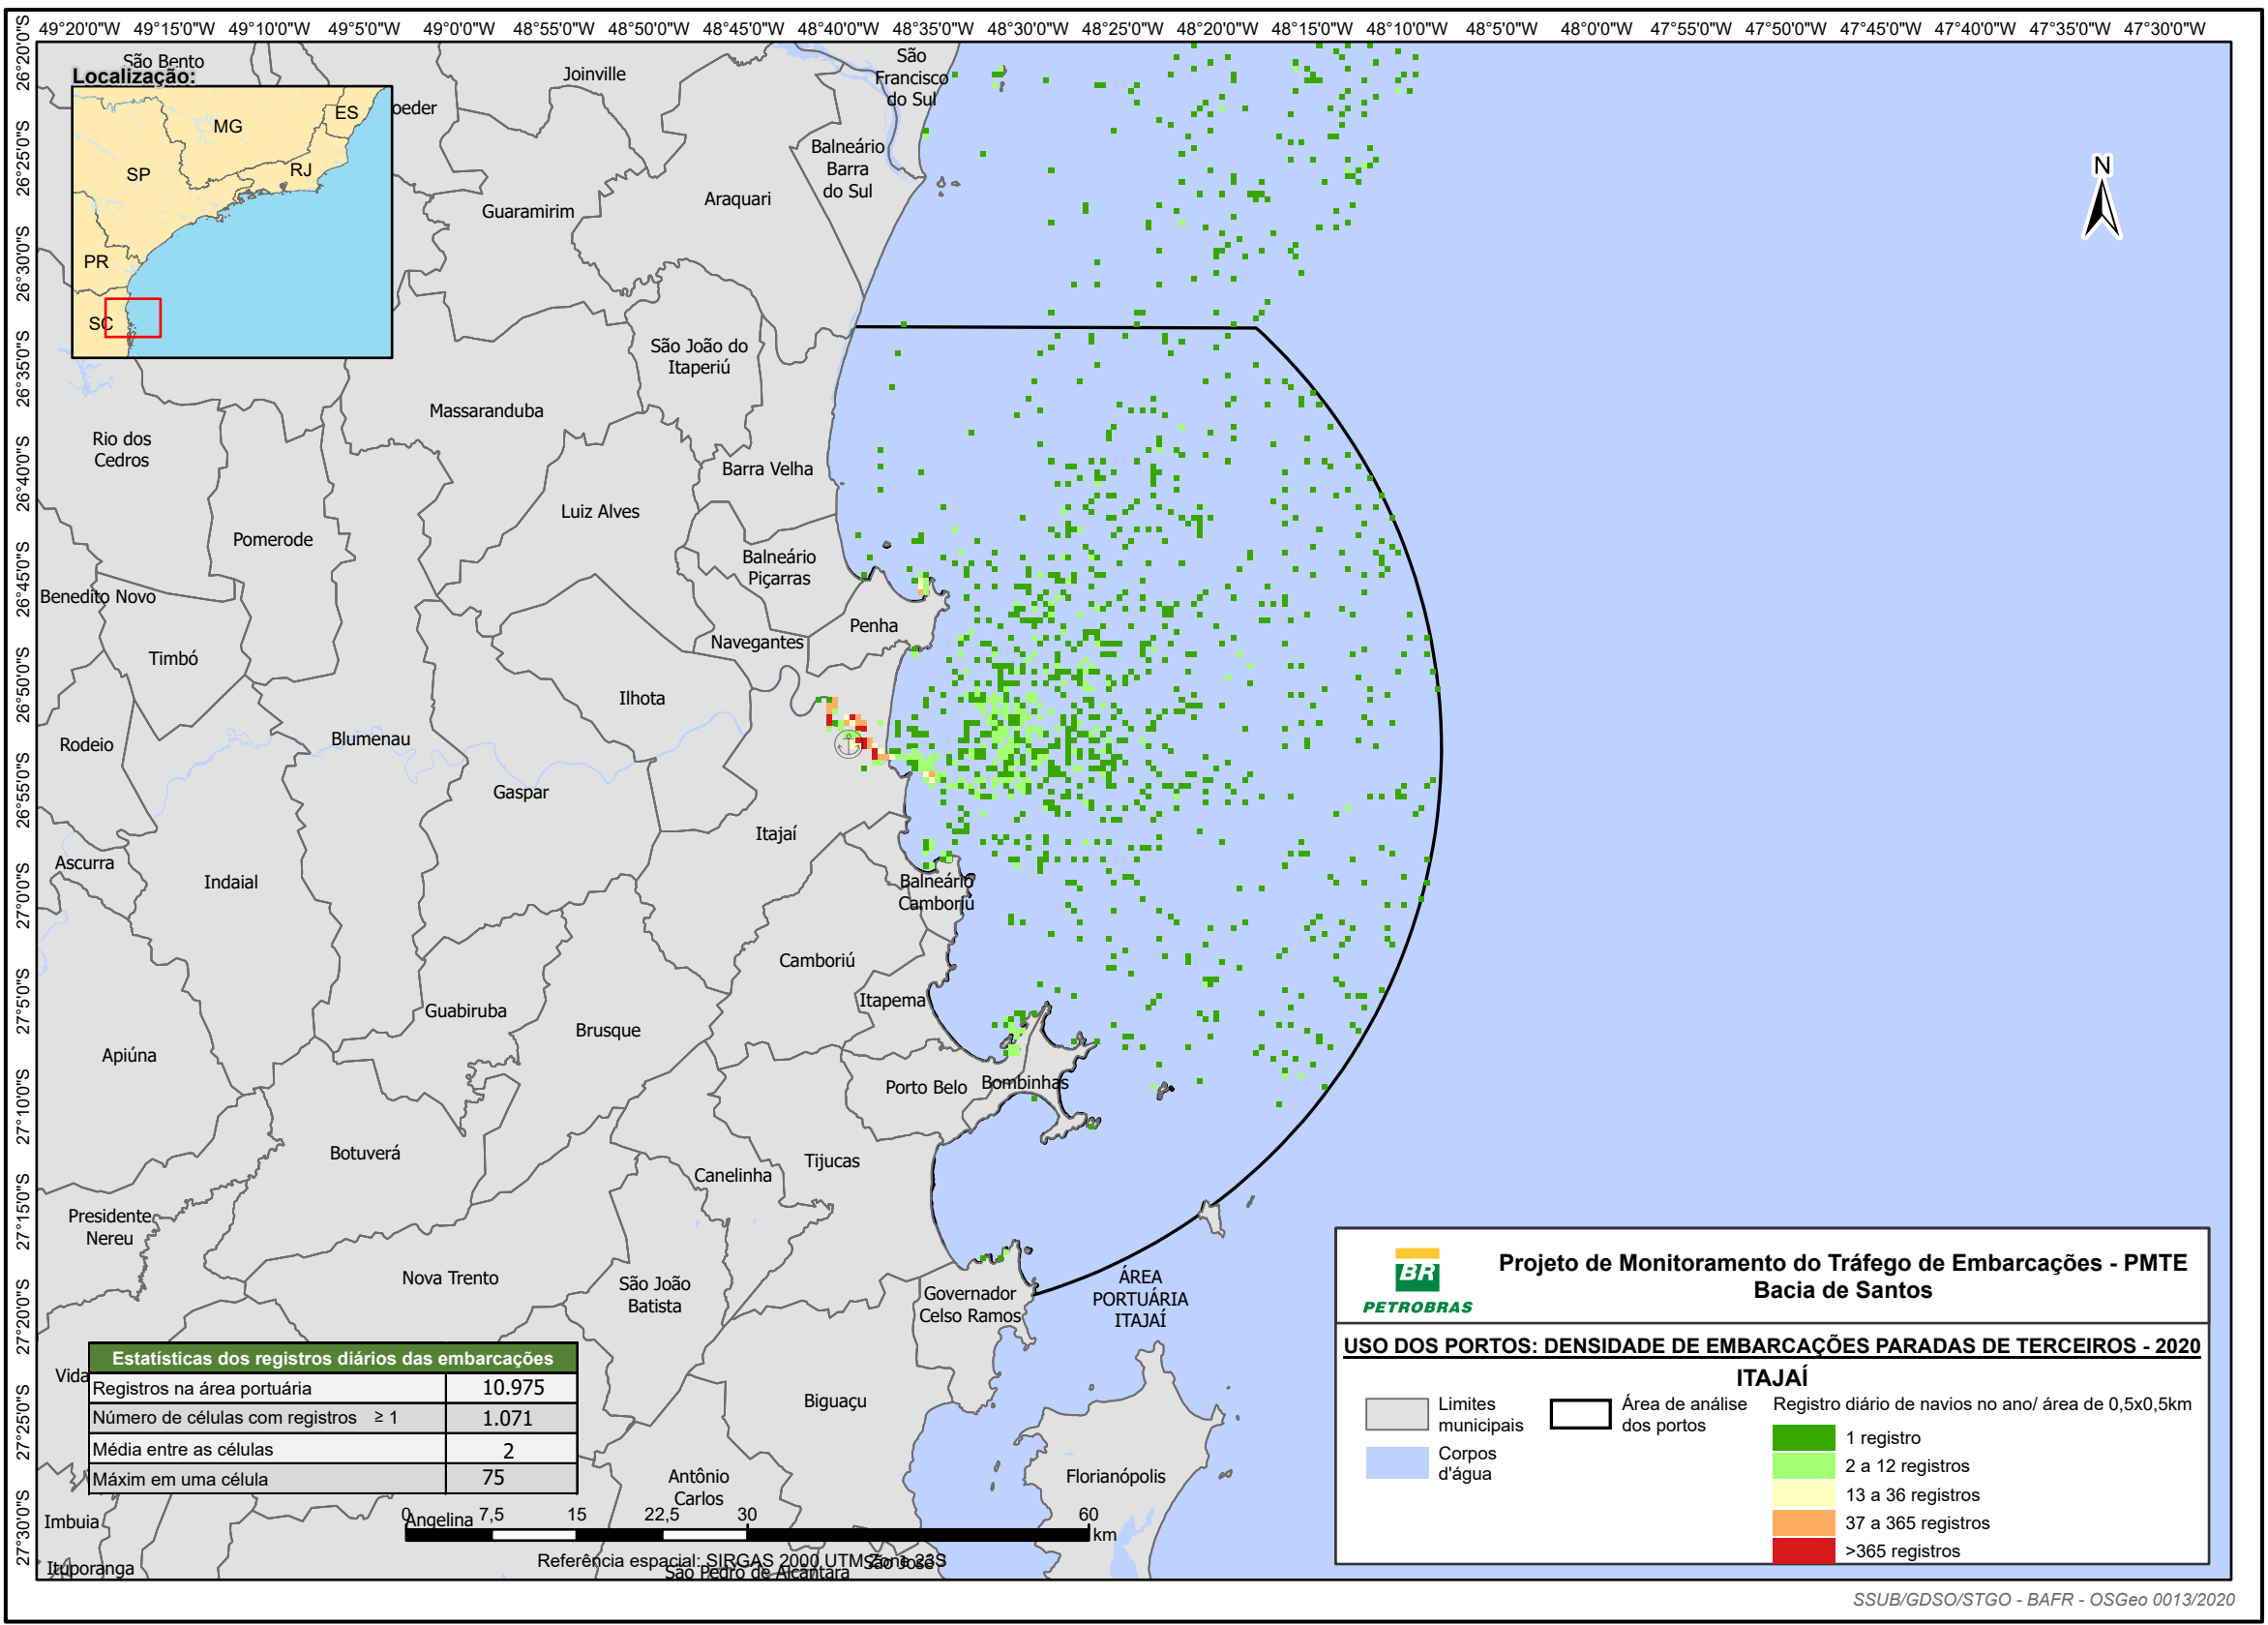 49°20'0"W 49°15'0"W 49°10'0"W 49°5'0"W 49°0'0"W 48°55'0"W 48°50'0"W 48°45'0"W 48°40'0"W 48°35'0"W 48°30'0"W 48°25'0"W 48°20'0"W 48°15'0"W 48°10'0"W 48°5'0"W 48°0'0"W 47°55'0"W 47°50'0"W 47°45'0"W 47°40'0"W 47°35'0"W 47°30'0"W
26°20'0"S
26°25'0"S
26°30'0"S
26°35'0"S
26°40'0"S
26°45'0"S
26°50'0"S
26°55'0"S
27°0'0"S
27°5'0"S
27°10'0"S
27°15'0"S
27°20'0"S
27°25'0"S
27°30'0"S
São Bento
Localização:
MG
ES
SP
RJ
PR
SC
oeder
Joinville
São
Francisco
do Sul
Balneário
Barra
do Sul
Araquari
Guaramirim
N
São João do
Itaperiú
Massaranduba
Rio dos
Cedros
Barra Velha
Luiz Alves
Pomerode
Balneário
Piçarras
Benedito Novo
Penha
Navegantes
Timbó
Ilhota
Rodeio
Blumenau
Gaspar
Itajaí
Ascurra
Indaial
Balneário
Camboriú
Camboriú
Itapema
Guabiruba
Brusque
Apiúna
Porto Belo
Bombinhas
Botuverá
Tijucas
Canelinha
Presidente
Nereu
Nova Trento
São João
Batista
Governador
Celso Ramos
ÁREA
PORTUÁRIA
ITAJAÍ
Vida
Biguaçu
Antônio
Carlos
Florianópolis
Imbuia
Angelina
Ituporanga
São José
São Pedro de Alcântara
Estatísticas dos registros diários das embarcações
Registros na área portuária 10.975
Número de células com registros ≥ 1 1.071
Média entre as células 2
Máxim em uma célula 75
0 7,5 15 22,5 30 60
km
Referência espacial: SIRGAS 2000 UTM Zone 23S
BR
PETROBRAS
Projeto de Monitoramento do Tráfego de Embarcações - PMTE
Bacia de Santos
USO DOS PORTOS: DENSIDADE DE EMBARCAÇÕES PARADAS DE TERCEIROS - 2020
ITAJAÍ
Limites
municipais
Corpos
d'água
Área de análise
dos portos
Registro diário de navios no ano/ área de 0,5x0,5km
1 registro
2 a 12 registros
13 a 36 registros
37 a 365 registros
>365 registros
SSUB/GDSO/STGO - BAFR - OSGeo 0013/2020